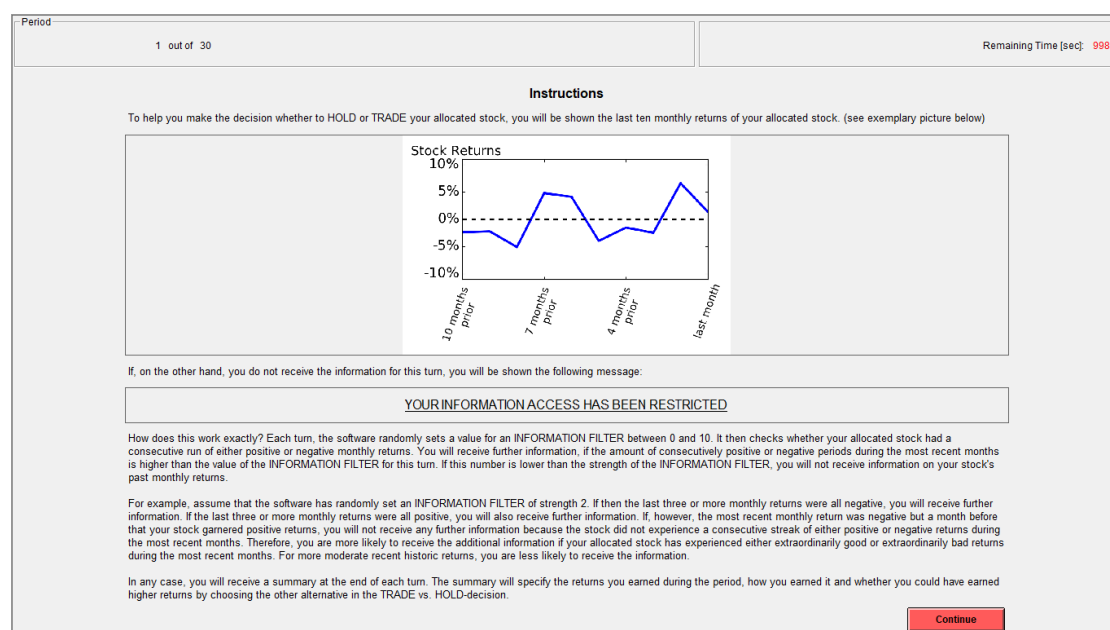 Period
1 out of 30
Remaining Time [sec]: 998
Instructions
To help you make the decision whether to HOLD or TRADE your allocated stock, you will be shown the last ten monthly returns of your allocated stock. (see exemplary picture below)
Stock Returns
10%
5%
0%
-5%
-10%
10 months prior
7 months prior
4 months prior
last month
If, on the other hand, you do not receive the information for this turn, you will be shown the following message:
YOUR INFORMATION ACCESS HAS BEEN RESTRICTED
How does this work exactly? Each turn, the software randomly sets a value for an INFORMATION FILTER between 0 and 10. It then checks whether your allocated stock had a
consecutive run of either positive or negative monthly returns. You will receive further information, if the amount of consecutively positive or negative periods during the most recent months
is higher than the value of the INFORMATION FILTER for this turn. If this number is lower than the strength of the INFORMATION FILTER, you will not receive information on your stock's
past monthly returns.
For example, assume that the software has randomly set an INFORMATION FILTER of strength 2. If then the last three or more monthly returns were all negative, you will receive further
information. If the last three or more monthly returns were all positive, you will also receive further information. If, however, the most recent monthly return was negative but a month before
that your stock garnered positive returns, you will not receive any further information because the stock did not experience a consecutive streak of either positive or negative returns during
the most recent months. Therefore, you are more likely to receive the additional information if your allocated stock has experienced either extraordinarily good or extraordinarily bad returns
during the most recent months. For more moderate recent historic returns, you are less likely to receive the information.
In any case, you will receive a summary at the end of each turn. The summary will specify the returns you earned during the period, how you earned it and whether you could have earned
higher returns by choosing the other alternative in the TRADE vs. HOLD-decision.
Continue